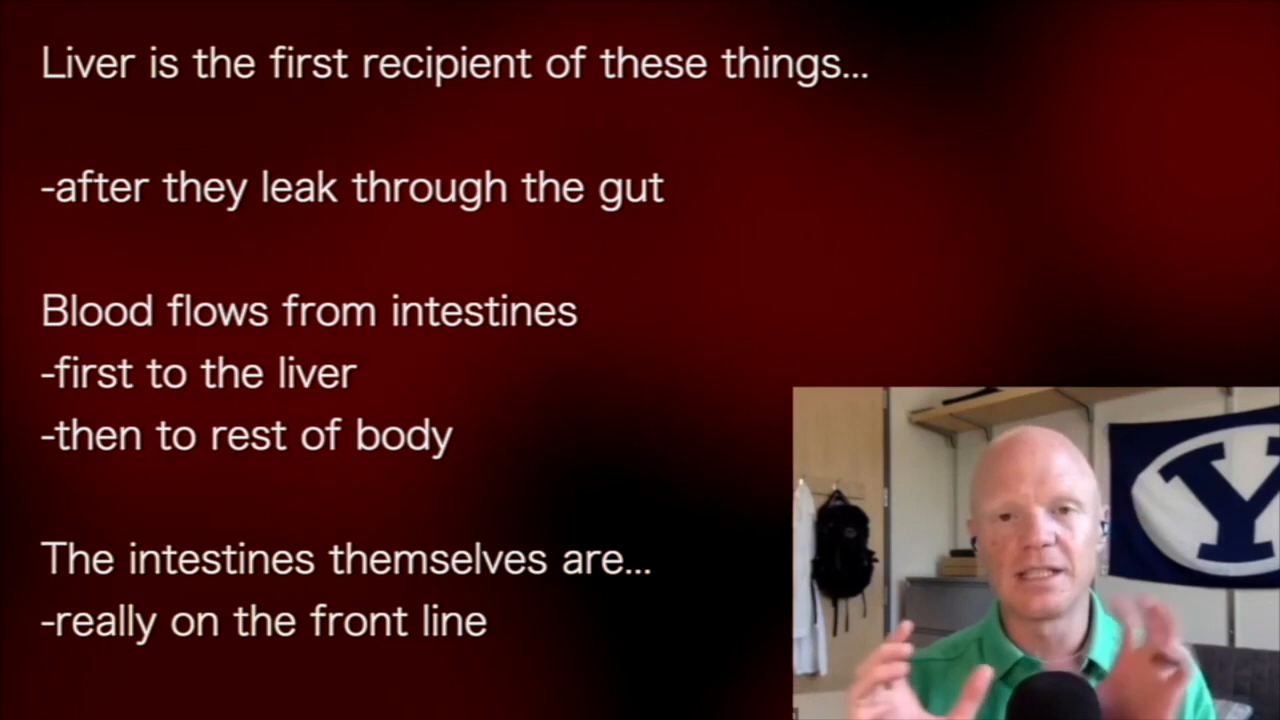 Liver is the first recipient of these things...
-after they leak through the gut
Blood flows from intestines
-first to the liver
-then to rest of body
The intestines themselves are...
-really on the front line
Y